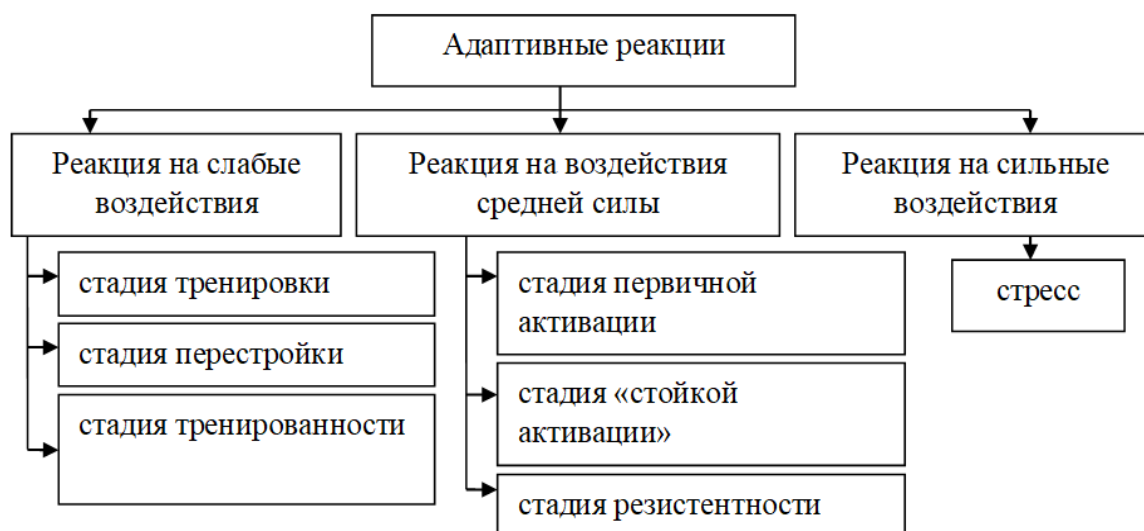 Адаптивные реакции
Реакция на слабые
воздействия
Реакция на воздействия
средней силы
Реакция на сильные
воздействия
стадия тренировки
стадия перестройки
стадия тренированности
стадия первичной
активации
стадия «стойкой
активации»
стадия резистентности
стресс